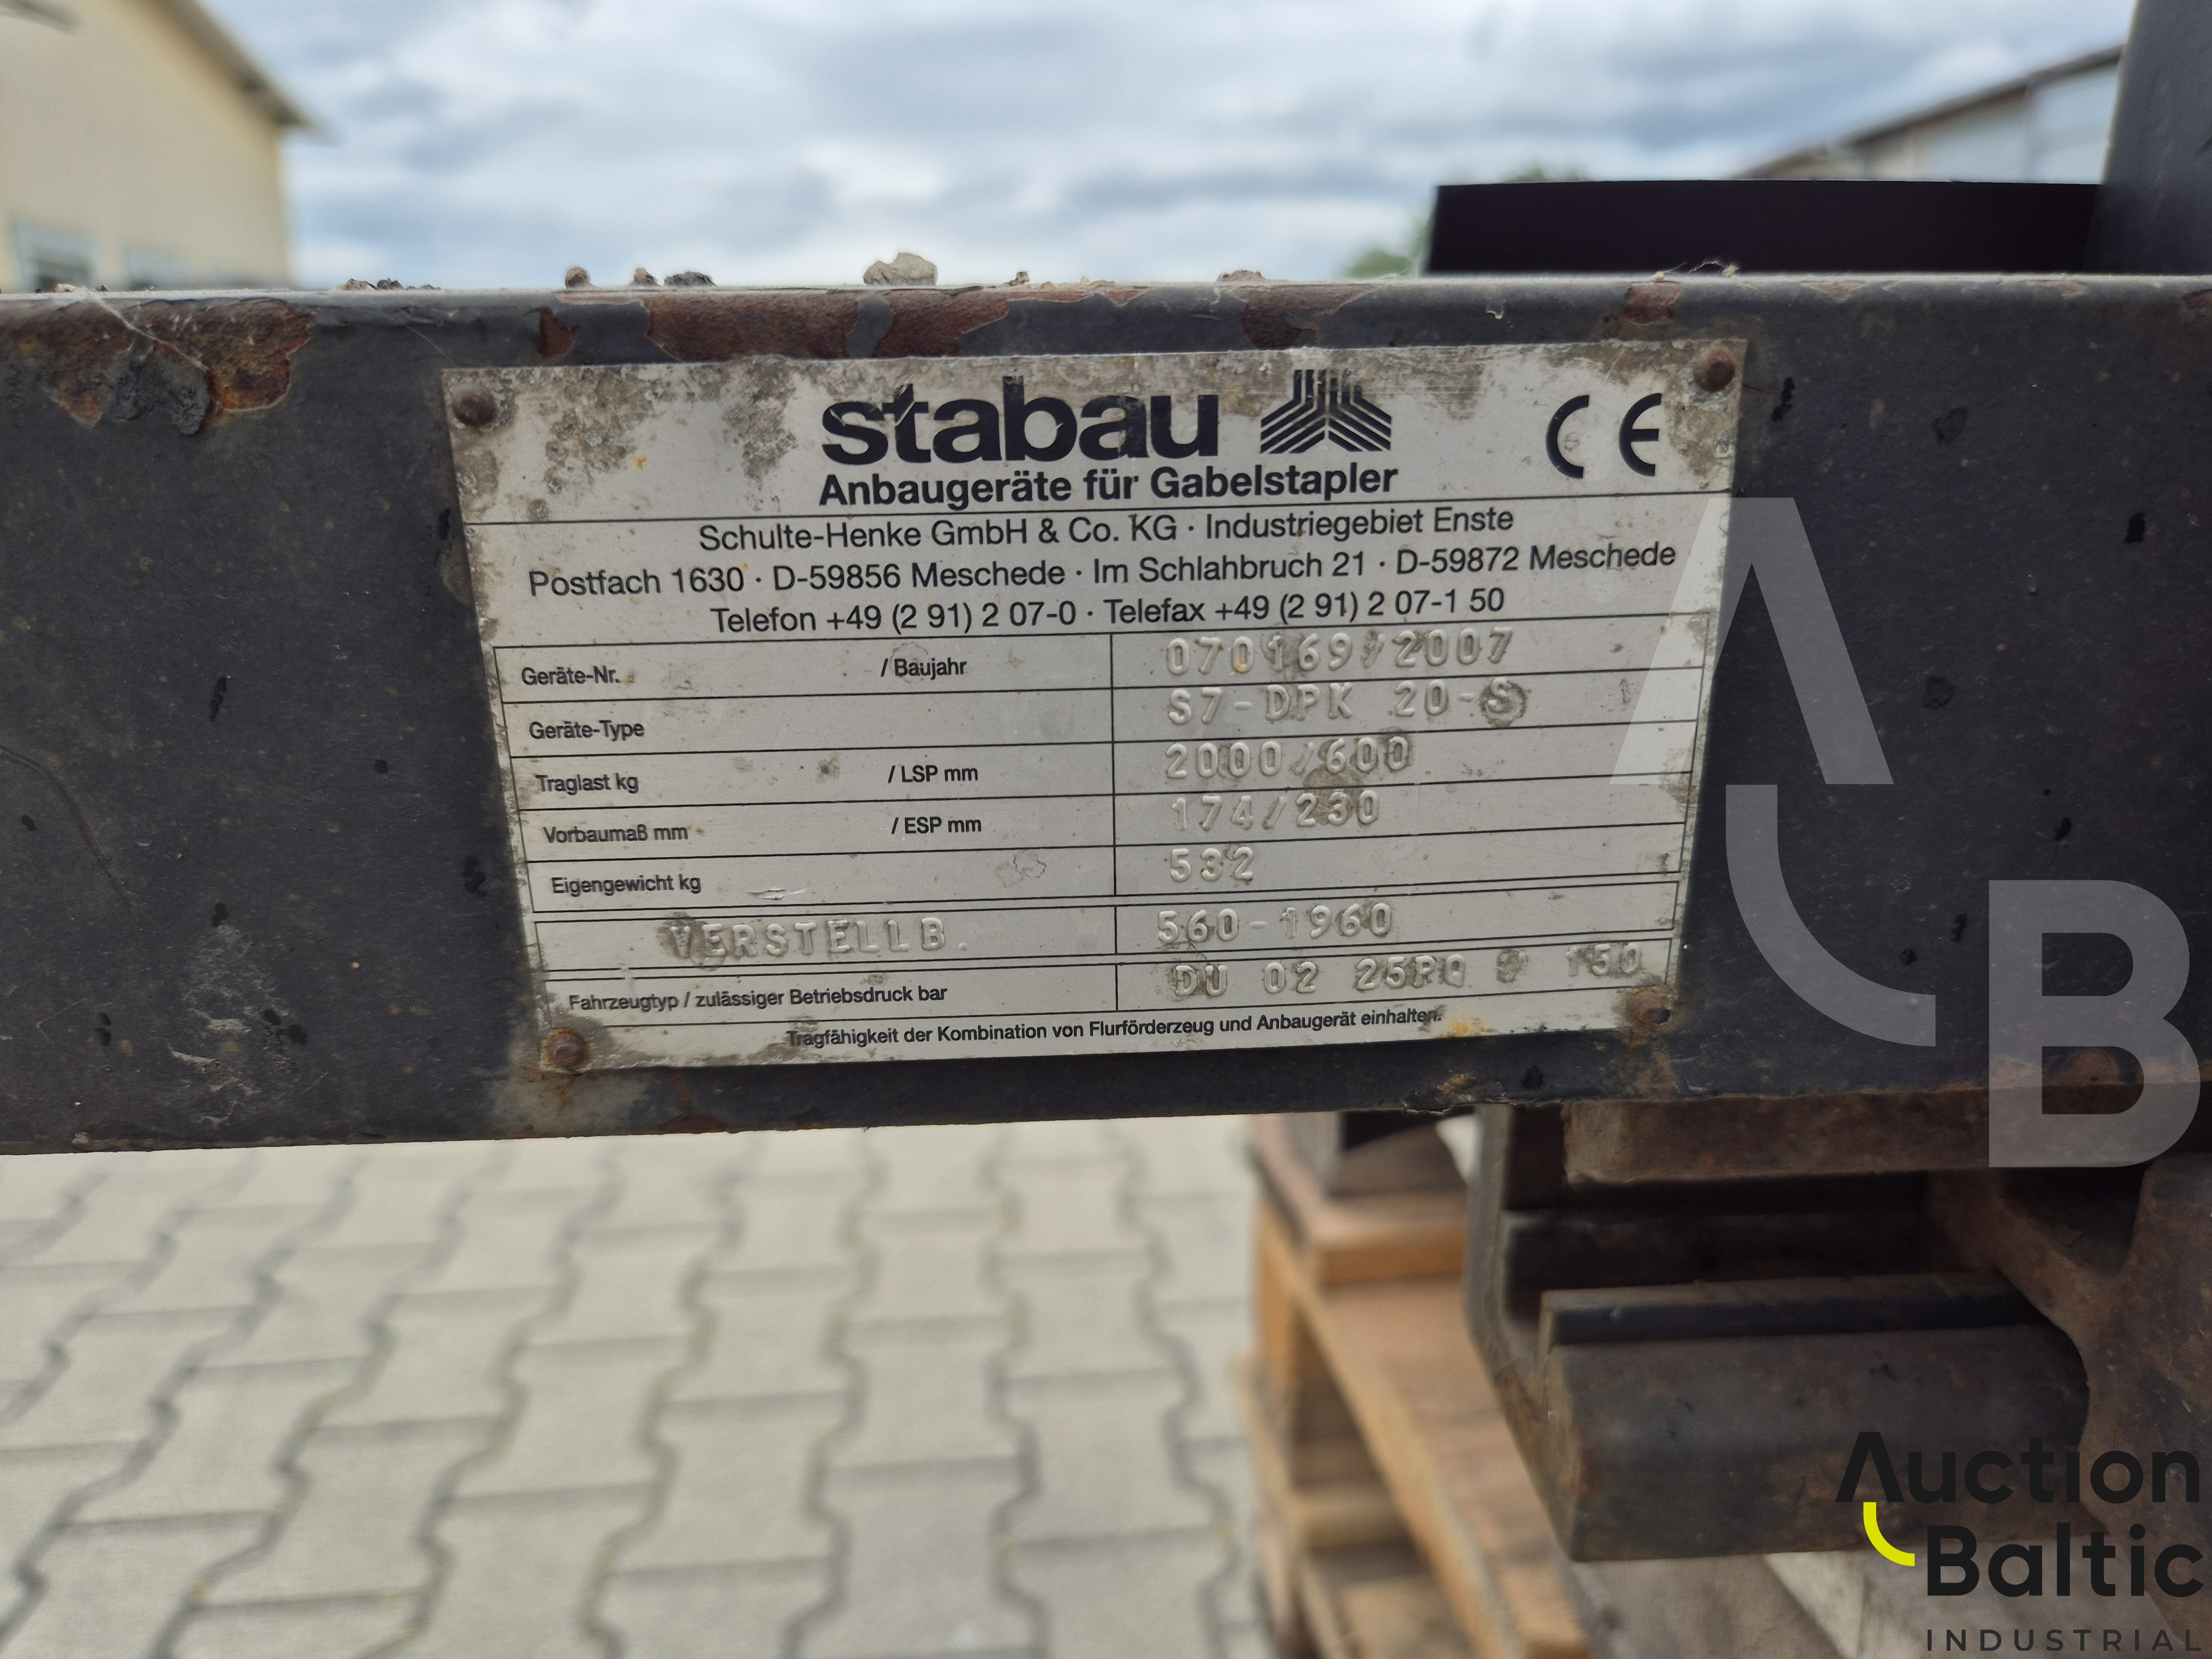 stabau CE
Anbaugeräte für Gabelstapler
Schulte-Henke GmbH & Co. KG · Industriegebiet Enste
Postfach 1630 · D-59856 Meschede · Im Schlahbruch 21 · D-59872 Meschede
Telefon +49 (2 91) 2 07-0 · Telefax +49 (2 91) 2 07-1 50
Geräte-Nr. / Baujahr 070169/2007
Geräte-Type S7-DPK 20-S
Traglast kg / LSP mm 2000/600
Vorbaumaß mm / ESP mm 174/230
Eigengewicht kg 532
VERSTELLB. 560-1960
Fahrzeugtyp / zulässiger Betriebsdruck bar DU 02 25RQ / 150
Tragfähigkeit der Kombination von Flurförderzeug und Anbaugerät einhalten.
AB
Auction
Baltic
INDUSTRIAL